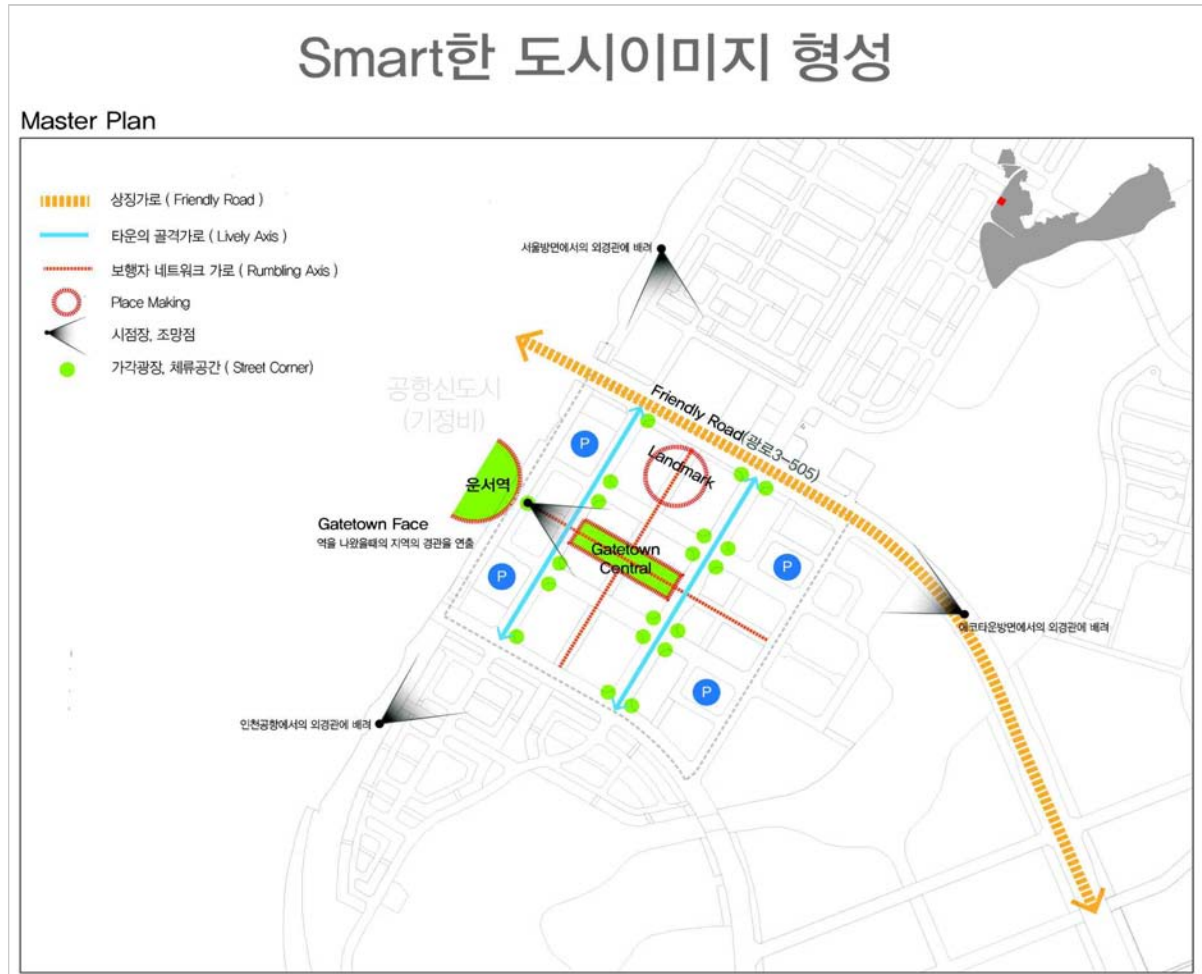 Smart한 도시이미지 형성
Master Plan
상징가로 ( Friendly Road )
타운의 골격가로 ( Lively Axis )
보행자 네트워크 가로 ( Rumbling Axis )
Place Making
시점장, 조망점
가각광장, 체류공간 ( Street Corner)
서울방면에서의 외경관에 배려
공항신도시
(기정비)
Friendly Road(광로3-505)
P
Landmark
운서역
Gatetown Face
역을 나왔을때의 지역의 경관을 연출
Gatetown
Central
P
P
에코타운방면에서의 외경관에 배려
P
인천공항에서의 외경관에 배려